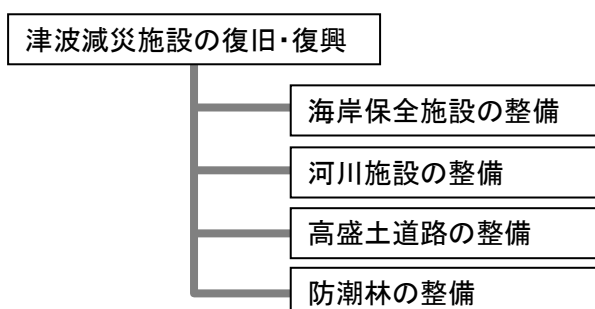 津波減災施設の復旧・復興
海岸保全施設の整備
河川施設の整備
高盛土道路の整備
防潮林の整備